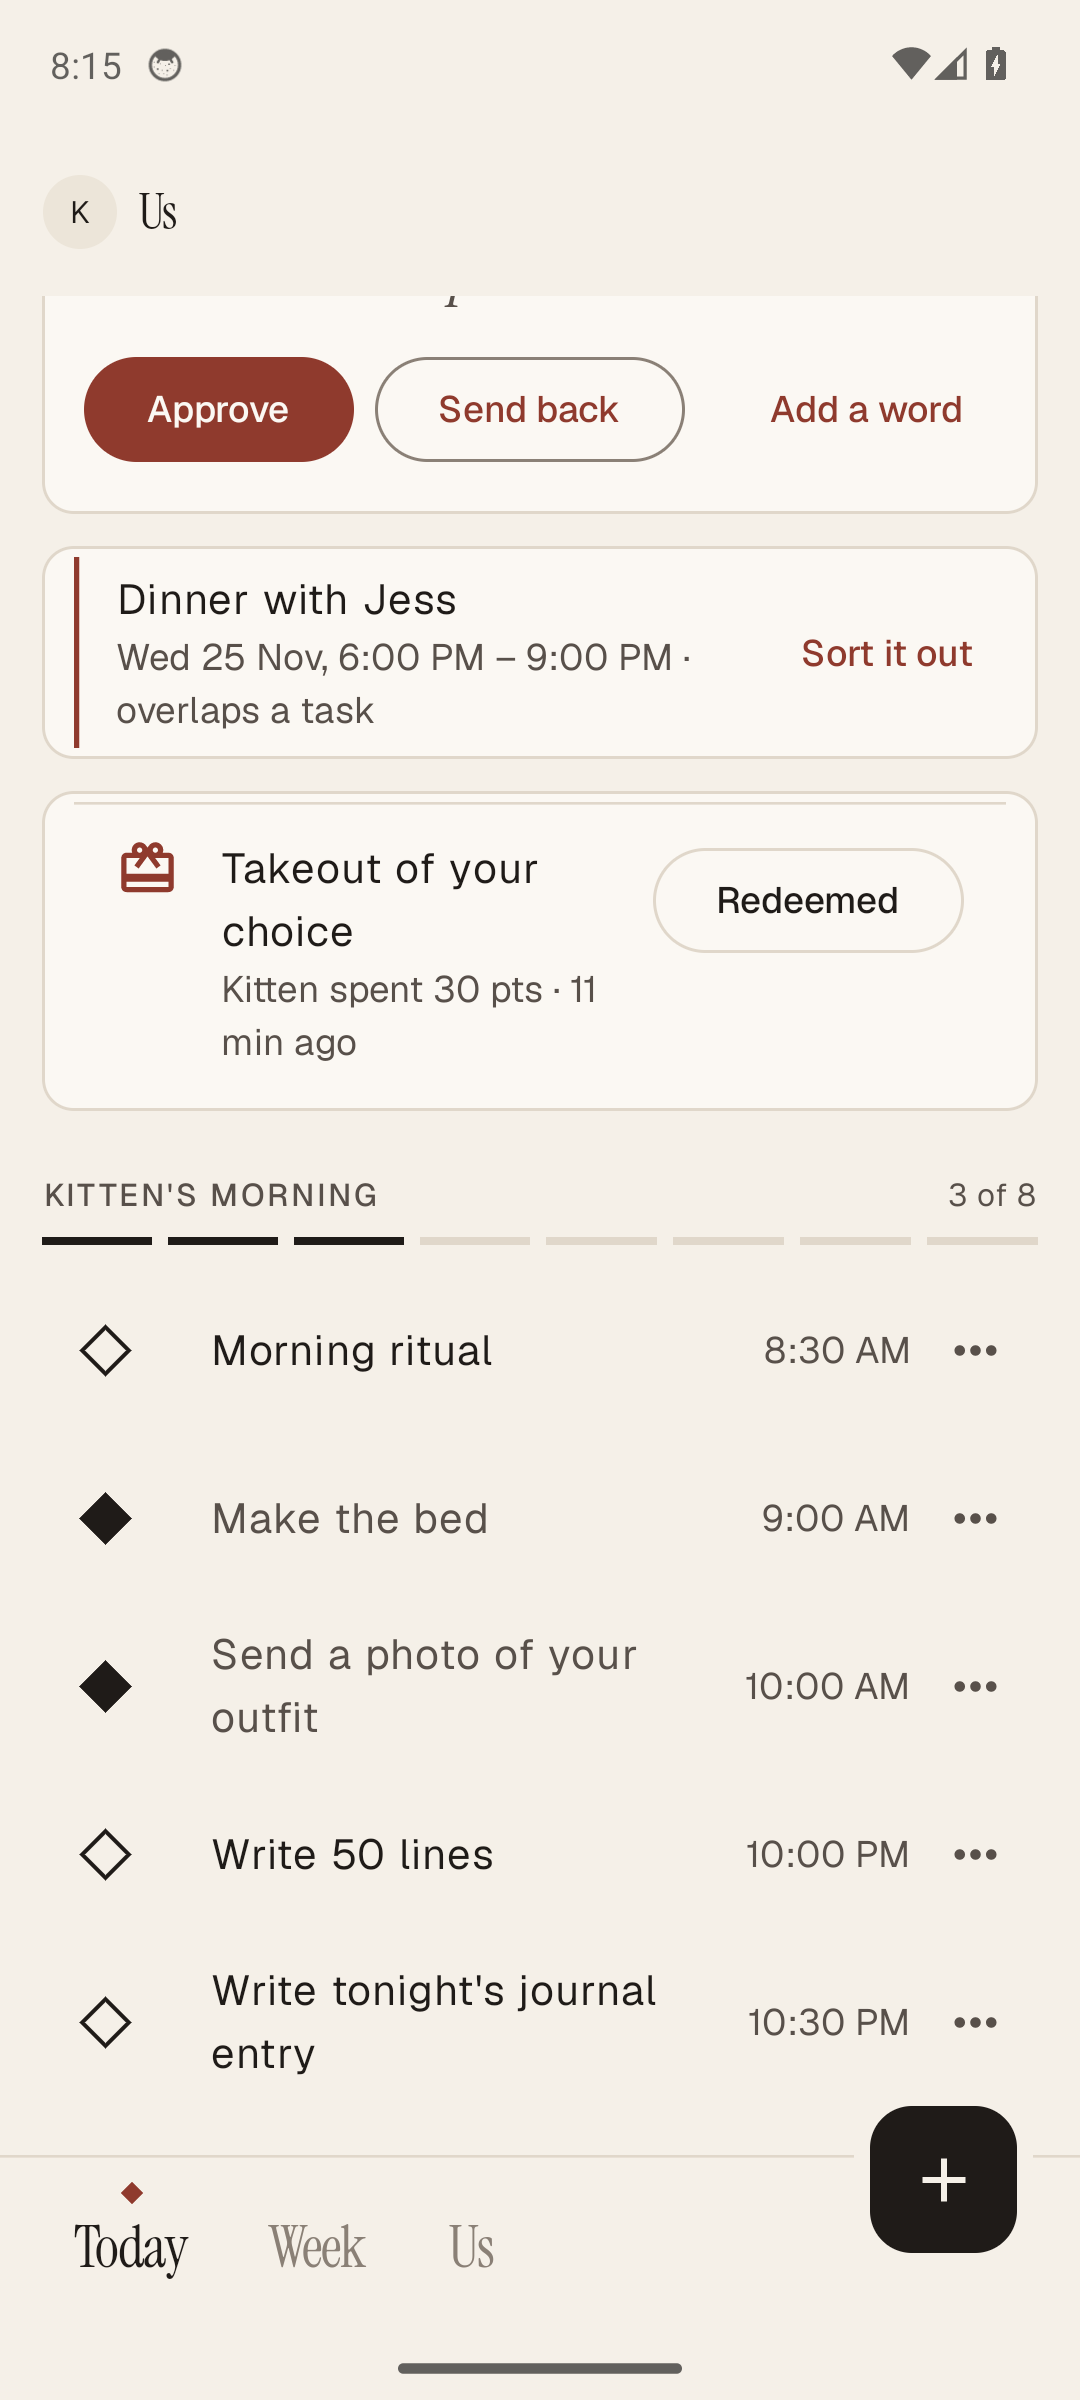 8:15
K Us
Approve Send back Add a word
Dinner with Jess
Wed 25 Nov, 6:00 PM – 9:00 PM ·
overlaps a task
Sort it out
Takeout of your
choice
Kitten spent 30 pts · 11
min ago
Redeemed
KITTEN'S MORNING 3 of 8
Morning ritual 8:30 AM
Make the bed 9:00 AM
Send a photo of your
outfit
10:00 AM
Write 50 lines 10:00 PM
Write tonight's journal
entry
10:30 PM
Today Week Us